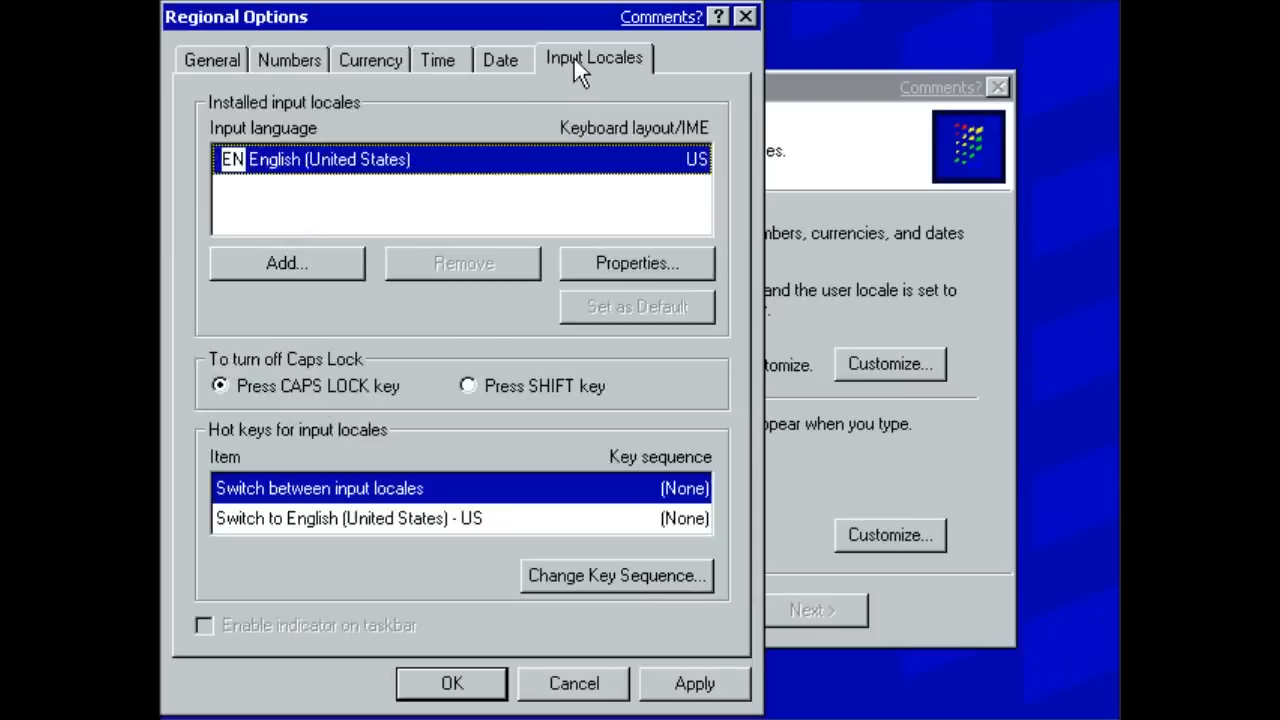 Regional Options
Comments?
General
Numbers
Currency
Time
Date
Input Locales
Comments?
Installed input locales
Input language
Keyboard layout/IME
es.
EN English (United States)
US
mbers, currencies, and dates
Add...
Remove
Properties...
and the user locale is set to
Set as Default
r.
To turn off Caps Lock
tomize.
Customize...
Press CAPS LOCK key
Press SHIFT key
Hot keys for input locales
ppear when you type.
Item
Key sequence
Switch between input locales
(None)
Switch to English (United States) - US
(None)
Customize...
Change Key Sequence...
Next >
Enable indicator on taskbar
OK
Cancel
Apply